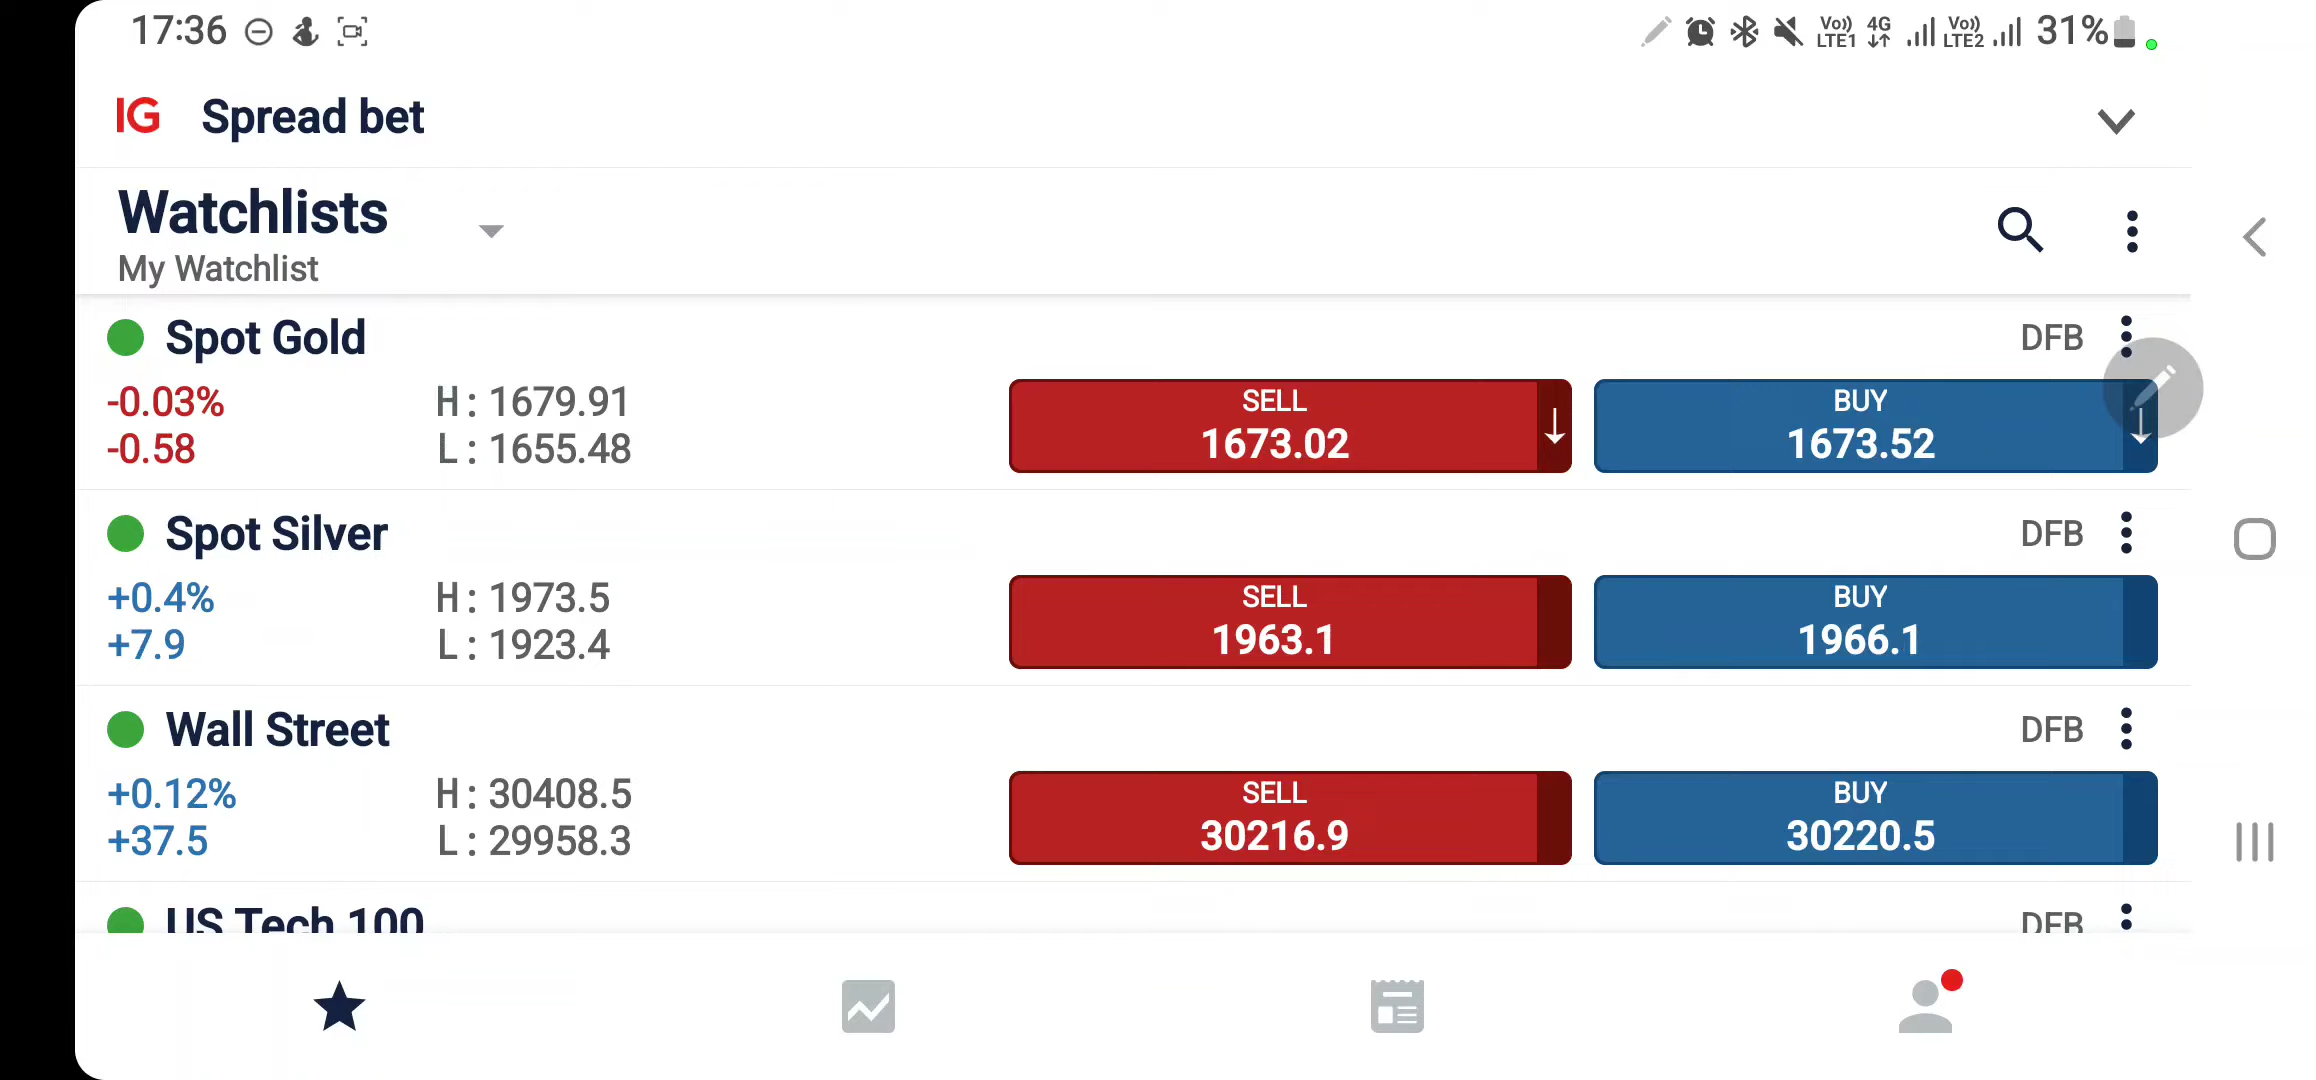 17:36
Vo)) LTE1 4G Vo)) LTE2 31%
IG Spread bet
Watchlists
My Watchlist
Spot Gold DFB
-0.03% H: 1679.91
-0.58 L: 1655.48
SELL
1673.02
BUY
1673.52
Spot Silver DFB
+0.4% H: 1973.5
+7.9 L: 1923.4
SELL
1963.1
BUY
1966.1
Wall Street DFB
+0.12% H: 30408.5
+37.5 L: 29958.3
SELL
30216.9
BUY
30220.5
US Tech 100 DFB